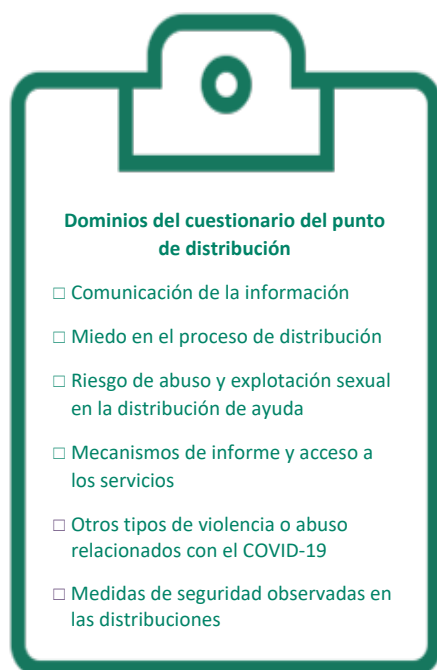 Dominios del cuestionario del punto
de distribución
□ Comunicación de la información
□ Miedo en el proceso de distribución
□ Riesgo de abuso y explotación sexual
en la distribución de ayuda
□ Mecanismos de informe y acceso a
los servicios
□ Otros tipos de violencia o abuso
relacionados con el COVID-19
□ Medidas de seguridad observadas en
las distribuciones